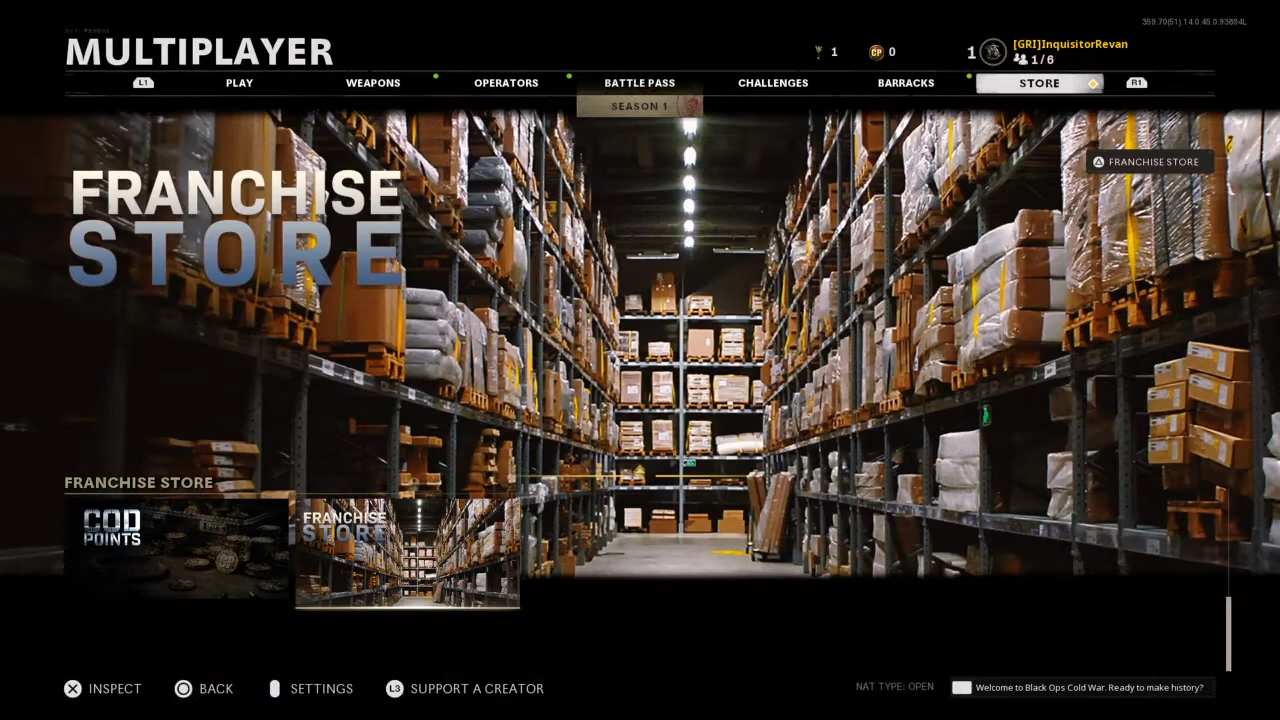 359.70(51).14.0.45.0.93894L
MULTIPLAYER
1
0
1
[GRI]InquisitorRevan
1/6
L1
PLAY
WEAPONS
OPERATORS
BATTLE PASS
CHALLENGES
BARRACKS
STORE
R1
SEASON 1
FRANCHISE STORE
FRANCHISE
STORE
FRANCHISE STORE
COD
POINTS
FRANCHISE
STORE
INSPECT
BACK
SETTINGS
L3
SUPPORT A CREATOR
NAT TYPE: OPEN
Welcome to Black Ops Cold War. Ready to make history?